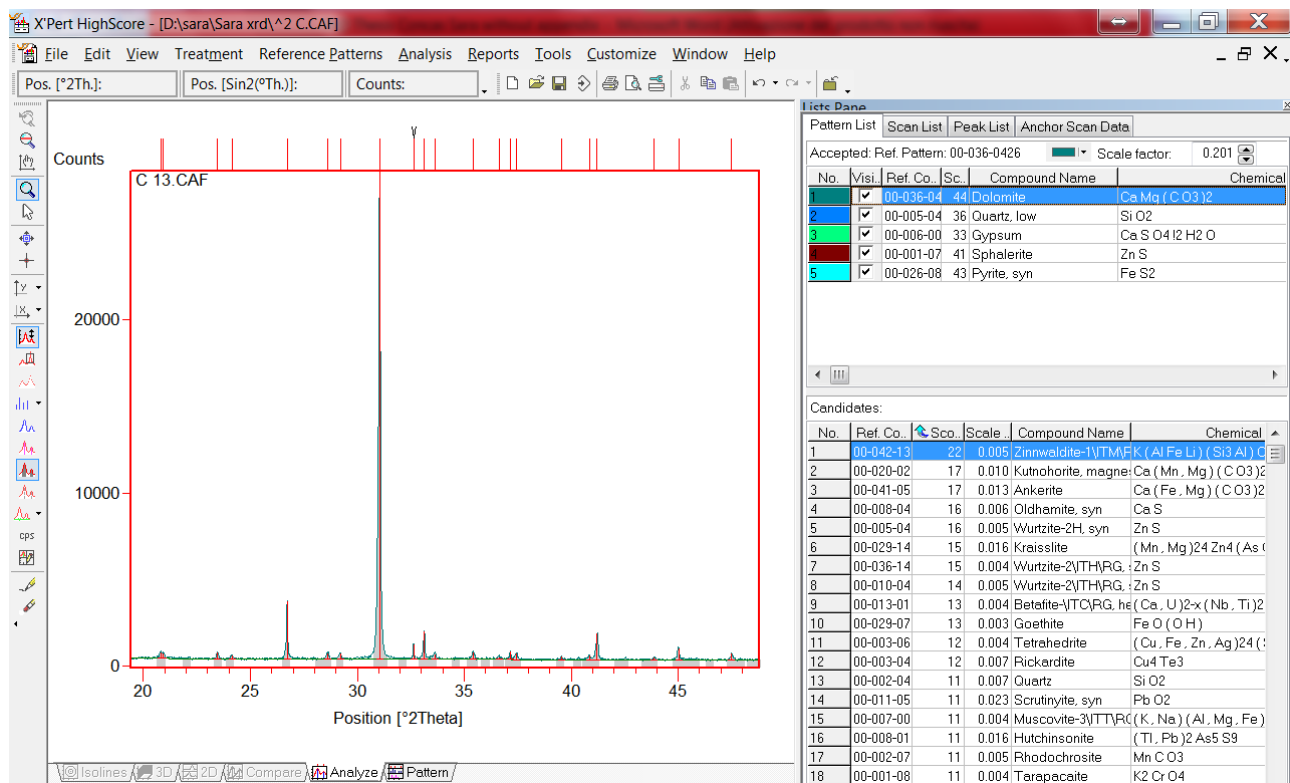 X'Pert HighScore - [D:\sara\Sara xrd\^2 C.CAF]
File Edit View Treatment Reference Patterns Analysis Reports Tools Customize Window Help
Pos. [°2Th.]: Pos. [Sin2(ºTh.)]: Counts:
Lists Pane
Pattern List Scan List Peak List Anchor Scan Data
Accepted: Ref. Pattern: 00-036-0426 Scale factor: 0.201
No. Visi.. Ref. Co.. Sc.. Compound Name Chemical
1 00-036-04 44 Dolomite Ca Mg ( C O3 )2
2 00-005-04 36 Quartz, low Si O2
3 00-006-00 33 Gypsum Ca S O4 !2 H2 O
4 00-001-07 41 Sphalerite Zn S
5 00-026-08 43 Pyrite, syn Fe S2
Counts
C 13.CAF
20000
10000
0
20 25 30 35 40 45
Position [°2Theta]
cps
Candidates:
No. Ref. Co.. Sco.. Scale .. Compound Name Chemical
1 00-042-13 22 0.005 Zinnwaldite-1\ITM\F K ( Al Fe Li ) ( Si3 Al ) O
2 00-020-02 17 0.010 Kutnohorite, magnes Ca ( Mn , Mg ) ( C O3 )2
3 00-041-05 17 0.013 Ankerite Ca ( Fe , Mg ) ( C O3 )2
4 00-008-04 16 0.006 Oldhamite, syn Ca S
5 00-005-04 16 0.005 Wurtzite-2H, syn Zn S
6 00-029-14 15 0.016 Kraisslite ( Mn , Mg )24 Zn4 ( As
7 00-036-14 15 0.004 Wurtzite-2\ITH\RG, : Zn S
8 00-010-04 14 0.005 Wurtzite-2\ITH\RG, : Zn S
9 00-013-01 13 0.004 Betafite-\ITC\RG, he ( Ca , U )2-x ( Nb , Ti )2
10 00-029-07 13 0.003 Goethite Fe O ( O H )
11 00-003-06 12 0.004 Tetrahedrite ( Cu , Fe , Zn , Ag )24 (
12 00-003-04 12 0.007 Rickardite Cu4 Te3
13 00-002-04 11 0.007 Quartz Si O2
14 00-011-05 11 0.023 Scrutinyite, syn Pb O2
15 00-007-00 11 0.004 Muscovite-3\ITT\RG ( K , Na ) ( Al , Mg , Fe )
16 00-008-01 11 0.016 Hutchinsonite ( Tl , Pb )2 As5 S9
17 00-002-07 11 0.005 Rhodochrosite Mn C O3
18 00-001-08 11 0.004 Tarapacaite K2 Cr O4
Isolines 3D 2D Compare Analyze Pattern